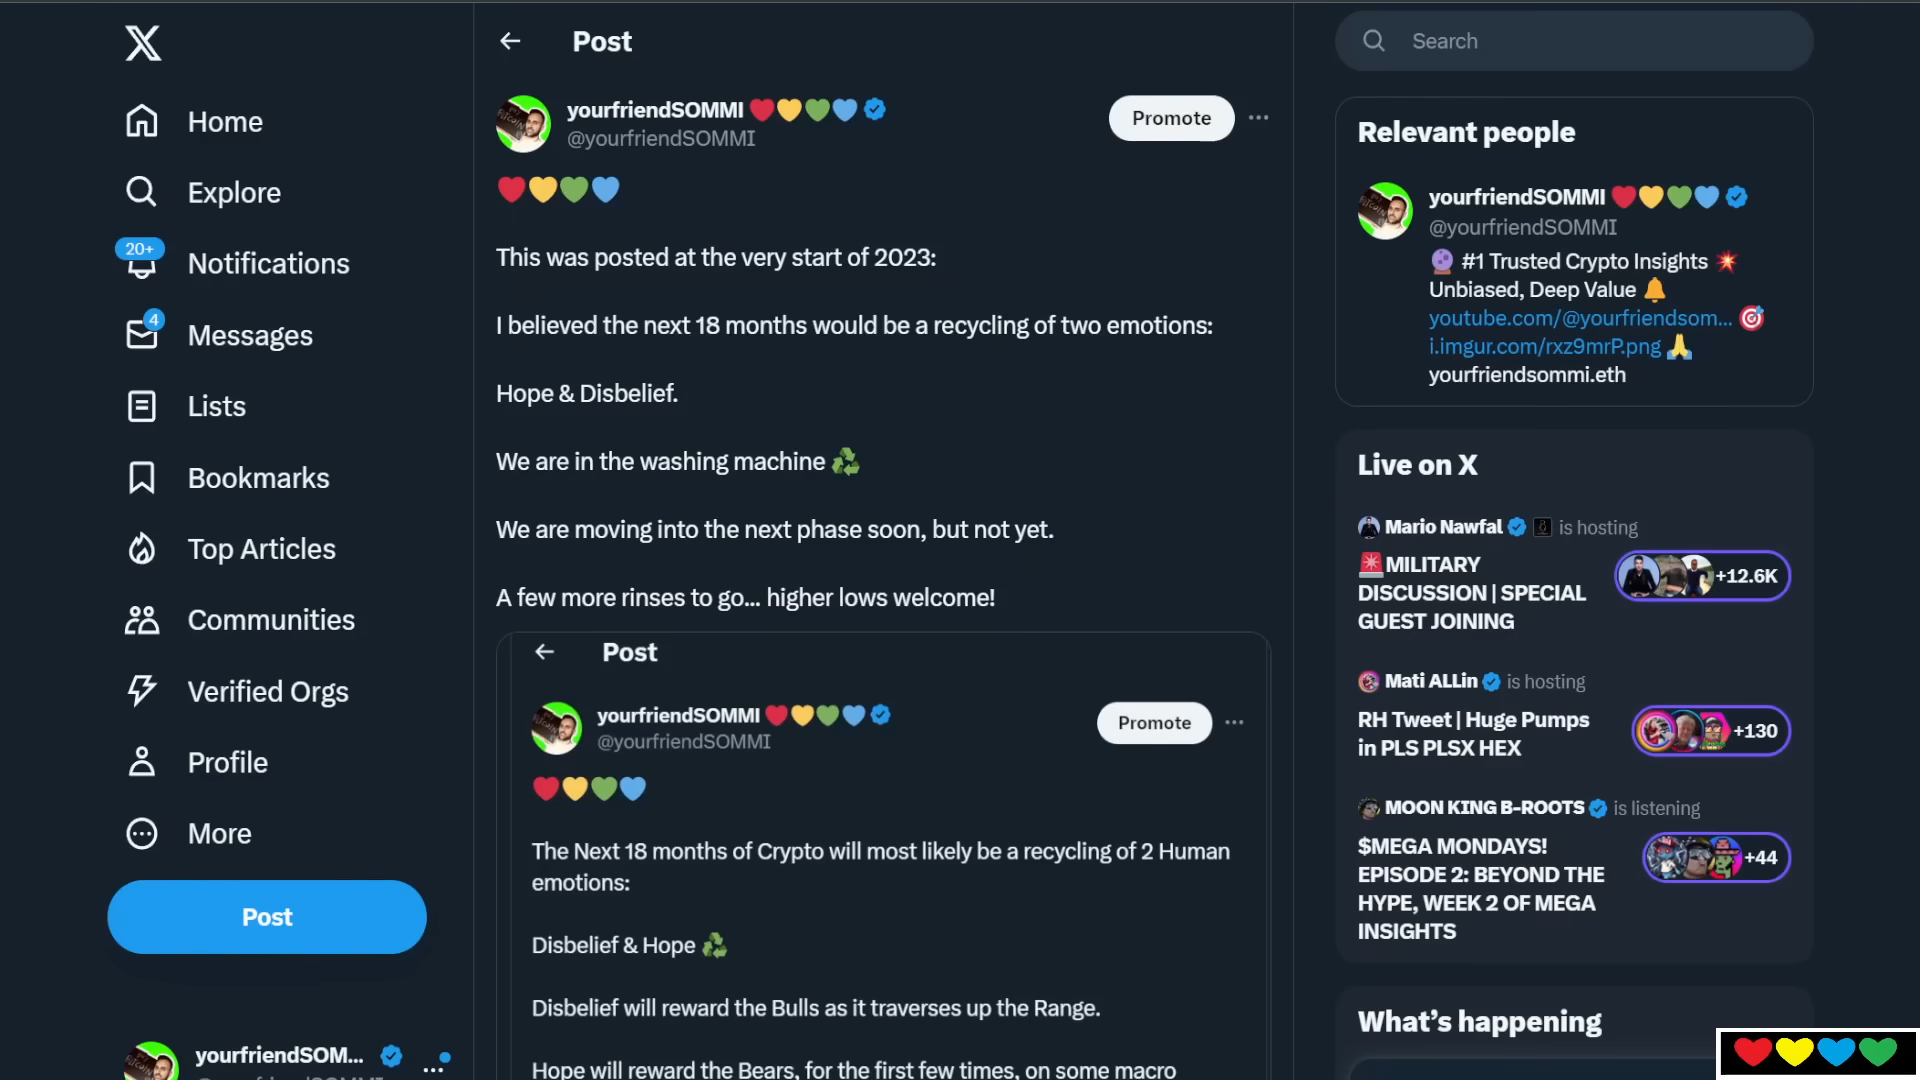 Home
Explore
20+
Notifications
4
Messages
Lists
Bookmarks
Top Articles
Communities
Verified Orgs
Profile
More
Post
yourfriendSOM...
Post
yourfriendSOMMI
@yourfriendSOMMI
Promote
This was posted at the very start of 2023:
I believed the next 18 months would be a recycling of two emotions:
Hope & Disbelief.
We are in the washing machine
We are moving into the next phase soon, but not yet.
A few more rinses to go... higher lows welcome!
Post
yourfriendSOMMI
@yourfriendSOMMI
Promote
The Next 18 months of Crypto will most likely be a recycling of 2 Human
emotions:
Disbelief & Hope
Disbelief will reward the Bulls as it traverses up the Range.
Hope will reward the Bears, for the first few times, on some macro
Search
Relevant people
yourfriendSOMMI
@yourfriendSOMMI
#1 Trusted Crypto Insights
Unbiased, Deep Value
youtube.com/@yourfriendsom...
i.imgur.com/rxz9mrP.png
yourfriendsommi.eth
Live on X
Mario Nawfal is hosting
MILITARY
DISCUSSION | SPECIAL
GUEST JOINING
+12.6K
Mati ALLin is hosting
RH Tweet | Huge Pumps
in PLS PLSX HEX
+130
MOON KING B-ROOTS is listening
$MEGA MONDAYS!
EPISODE 2: BEYOND THE
HYPE, WEEK 2 OF MEGA
INSIGHTS
+44
What's happening